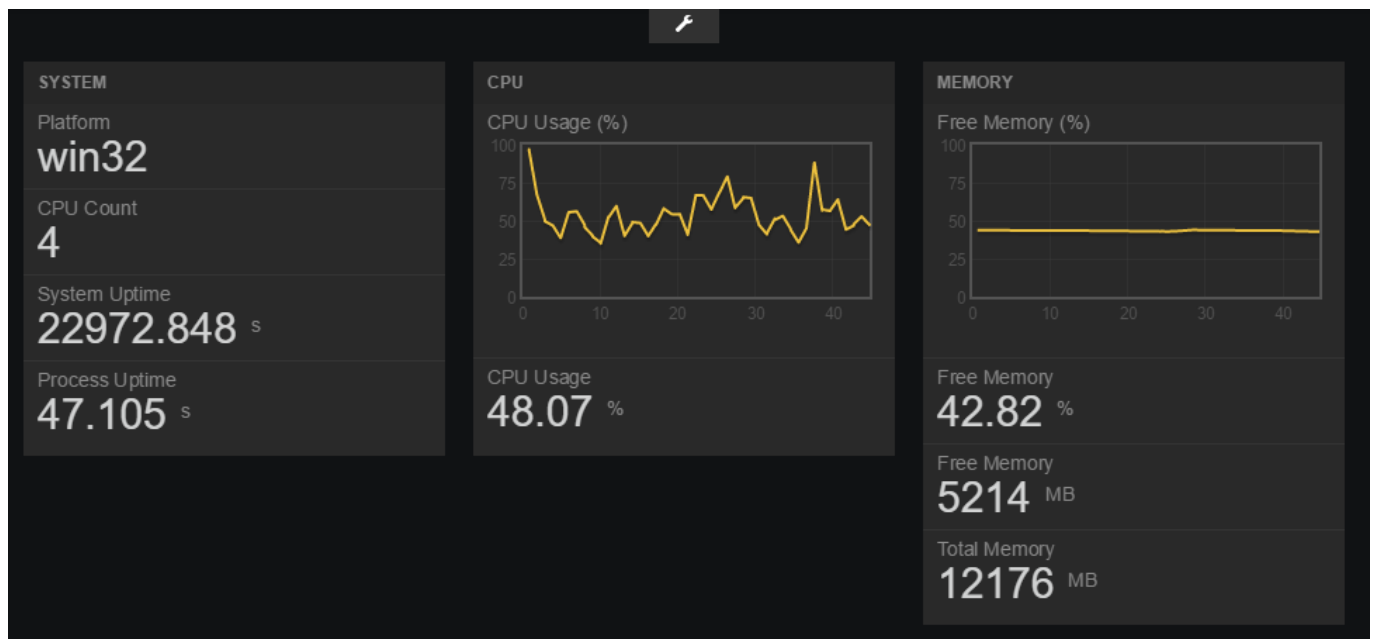 SYSTEM
Platform
win32
CPU Count
4
System Uptime
22972.848 s
Process Uptime
47.105 s
CPU
CPU Usage (%)
100
75
50
25
0
0 10 20 30 40
CPU Usage
48.07 %
MEMORY
Free Memory (%)
100
75
50
25
0
0 10 20 30 40
Free Memory
42.82 %
Free Memory
5214 MB
Total Memory
12176 MB